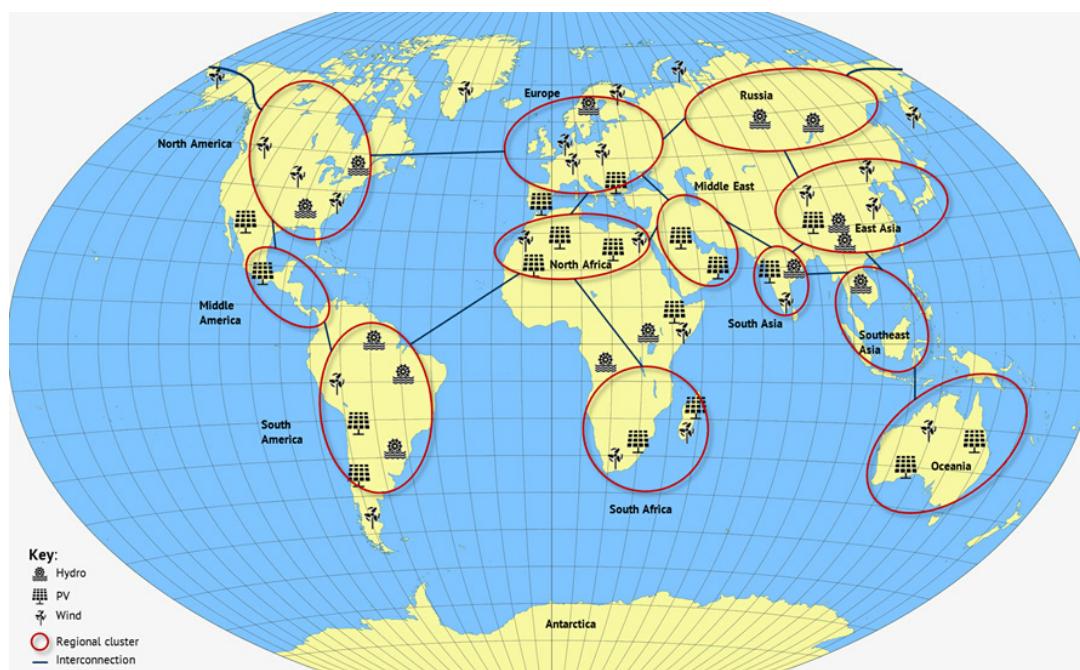 Europe
Russia
North America
Middle East
East Asia
North Africa
Middle
America
South Asia
Southeast
Asia
South
America
Oceania
South Africa
Key:
Hydro
PV
Wind
Regional cluster
Interconnection
Antarctica